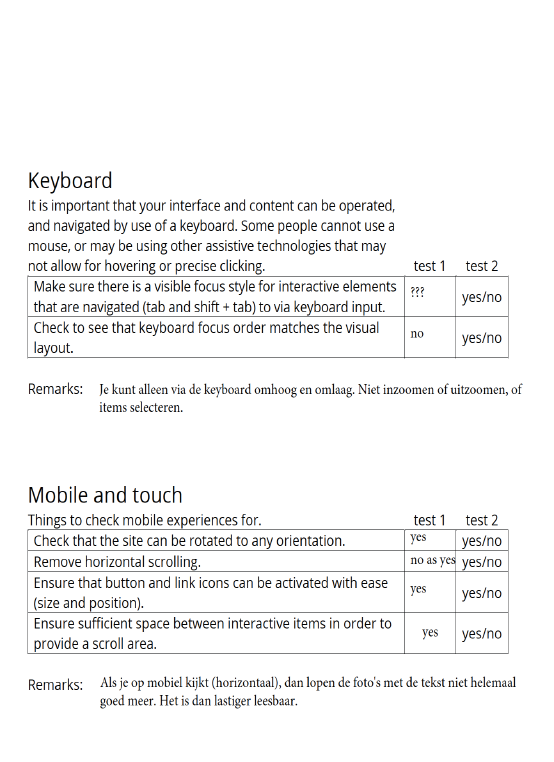 Keyboard
It is important that your interface and content can be operated,
and navigated by use of a keyboard. Some people cannot use a
mouse, or may be using other assistive technologies that may
not allow for hovering or precise clicking. test 1 test 2
Make sure there is a visible focus style for interactive elements
that are navigated (tab and shift + tab) to via keyboard input. ??? yes/no
Check to see that keyboard focus order matches the visual
layout. no yes/no
Remarks: Je kunt alleen via de keyboard omhoog en omlaag. Niet inzoomen of uitzoomen, of
items selecteren.
Mobile and touch
Things to check mobile experiences for. test 1 test 2
Check that the site can be rotated to any orientation. yes yes/no
Remove horizontal scrolling. no as yes yes/no
Ensure that button and link icons can be activated with ease
(size and position). yes yes/no
Ensure sufficient space between interactive items in order to
provide a scroll area. yes yes/no
Remarks: Als je op mobiel kijkt (horizontaal), dan lopen de foto's met de tekst niet helemaal
goed meer. Het is dan lastiger leesbaar.